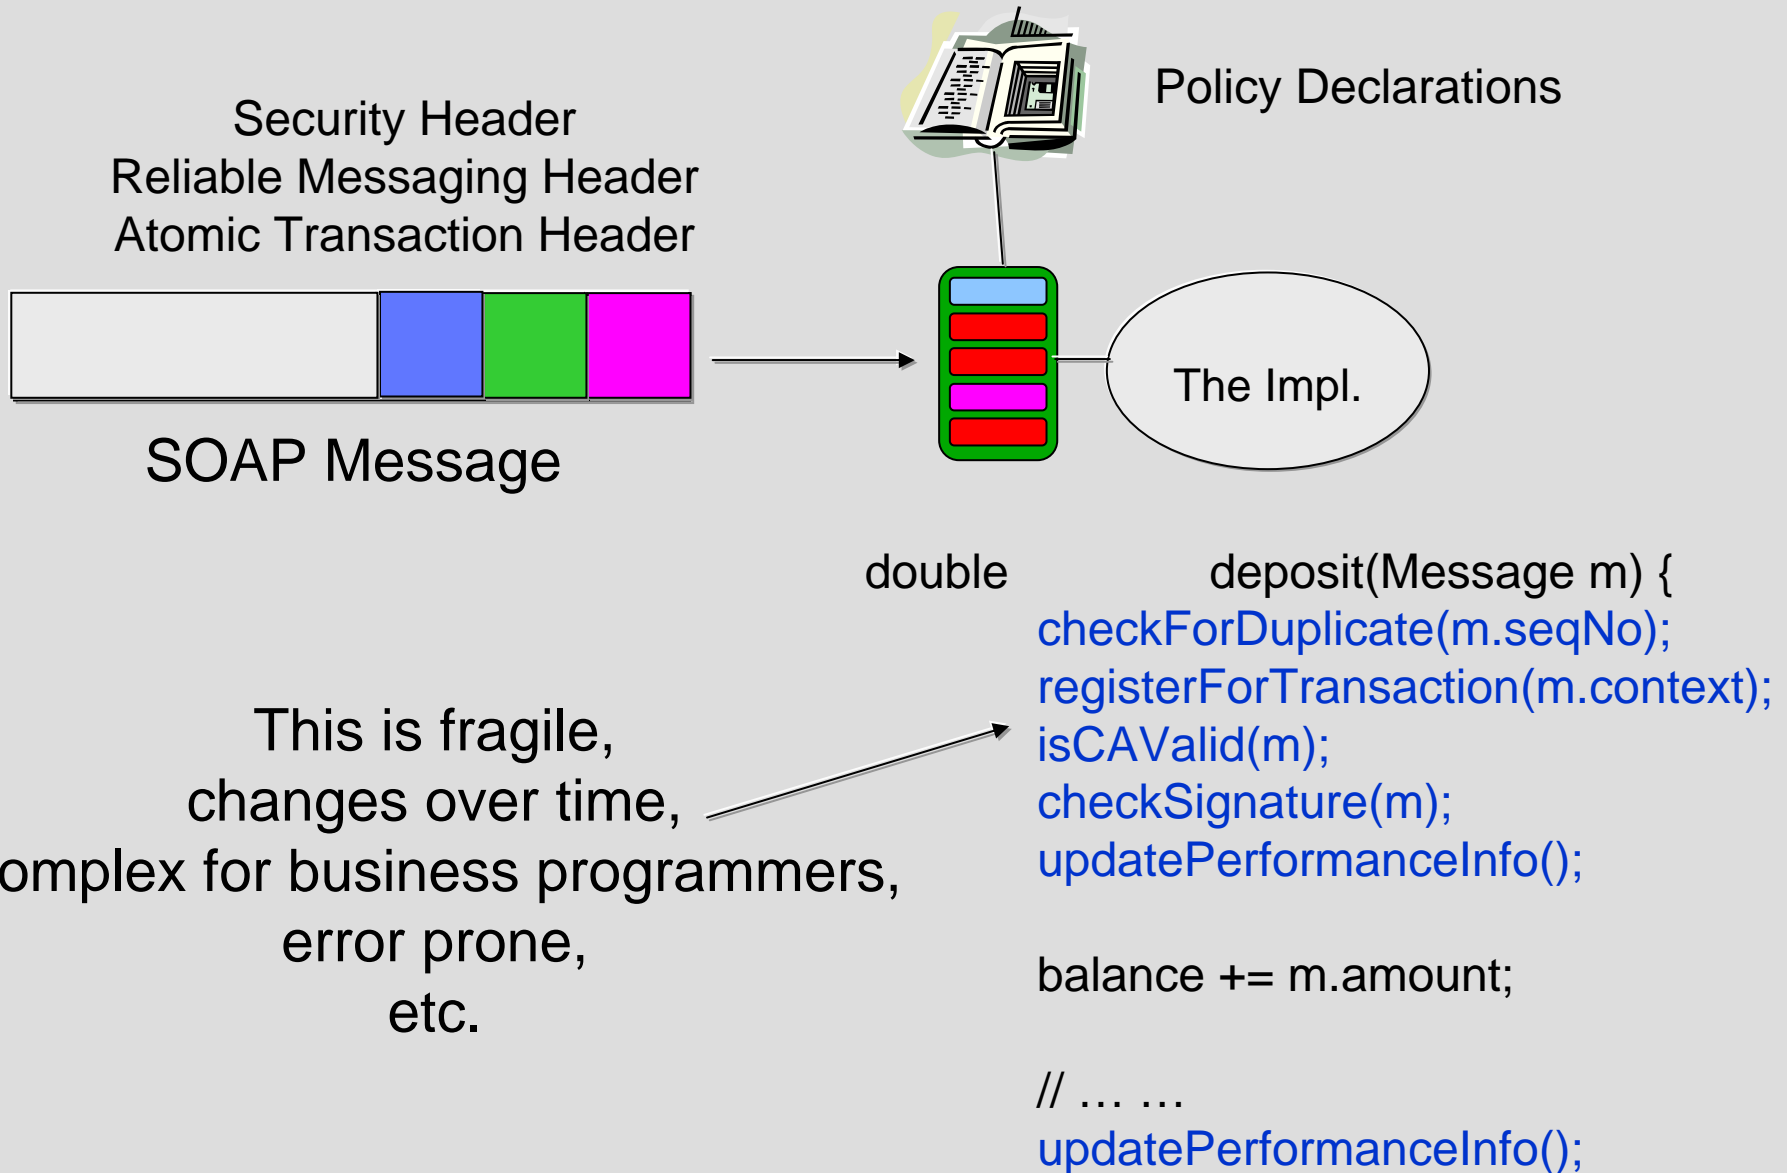 Policy Declarations
Security Header
Reliable Messaging Header
Atomic Transaction Header
The Impl.
SOAP Message
double deposit(Message m) {
checkForDuplicate(m.seqNo);
registerForTransaction(m.context);
isCAValid(m);
checkSignature(m);
updatePerformanceInfo();
balance += m.amount;
// … …
updatePerformanceInfo();
This is fragile,
changes over time,
omplex for business programmers,
error prone,
etc.